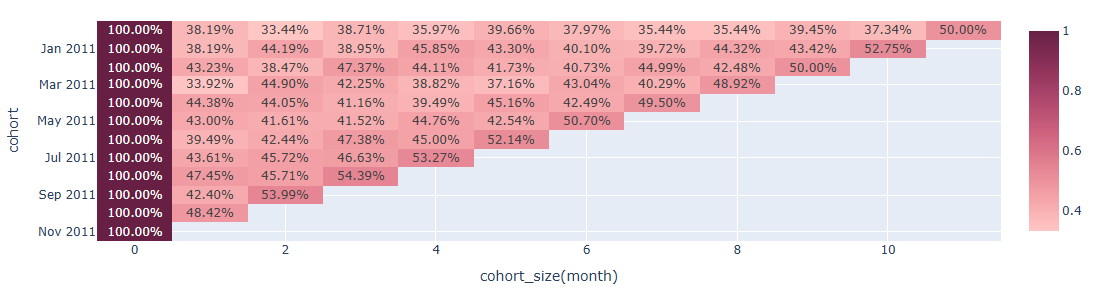 100.00% 38.19% 33.44% 38.71% 35.97% 39.66% 37.97% 35.44% 35.44% 39.45% 37.34% 50.00%
Jan 2011 100.00% 38.19% 44.19% 38.95% 45.85% 43.30% 40.10% 39.72% 44.32% 43.42% 52.75%
100.00% 43.23% 38.47% 47.37% 44.11% 41.73% 40.73% 44.99% 42.48% 50.00%
Mar 2011 100.00% 33.92% 44.90% 42.25% 38.82% 37.16% 43.04% 40.29% 48.92%
100.00% 44.38% 44.05% 41.16% 39.49% 45.16% 42.49% 49.50%
May 2011 100.00% 43.00% 41.61% 41.52% 44.76% 42.54% 50.70%
100.00% 39.49% 42.44% 47.38% 45.00% 52.14%
Jul 2011 100.00% 43.61% 45.72% 46.63% 53.27%
100.00% 47.45% 45.71% 54.39%
Sep 2011 100.00% 42.40% 53.99%
100.00% 48.42%
Nov 2011 100.00%
0 2 4 6 8 10
cohort_size(month)
cohort
1
0.8
0.6
0.4